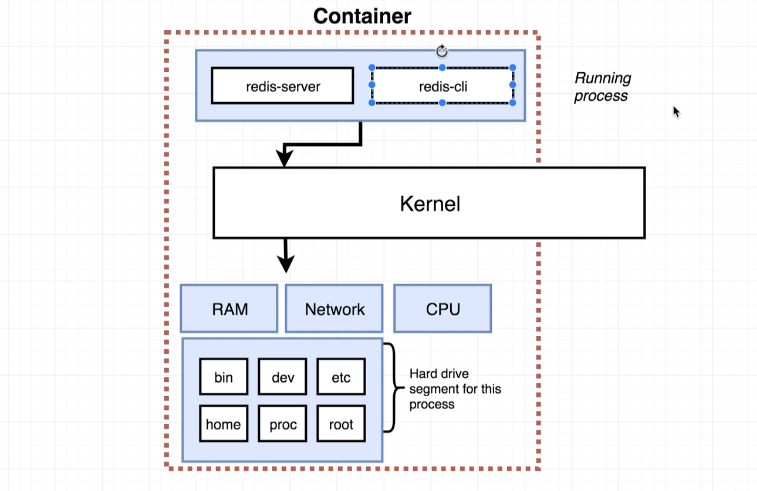 Container
redis-server
redis-cli
Running
process
Kernel
RAM
Network
CPU
bin
dev
etc
home
proc
root
Hard drive
segment for this
process